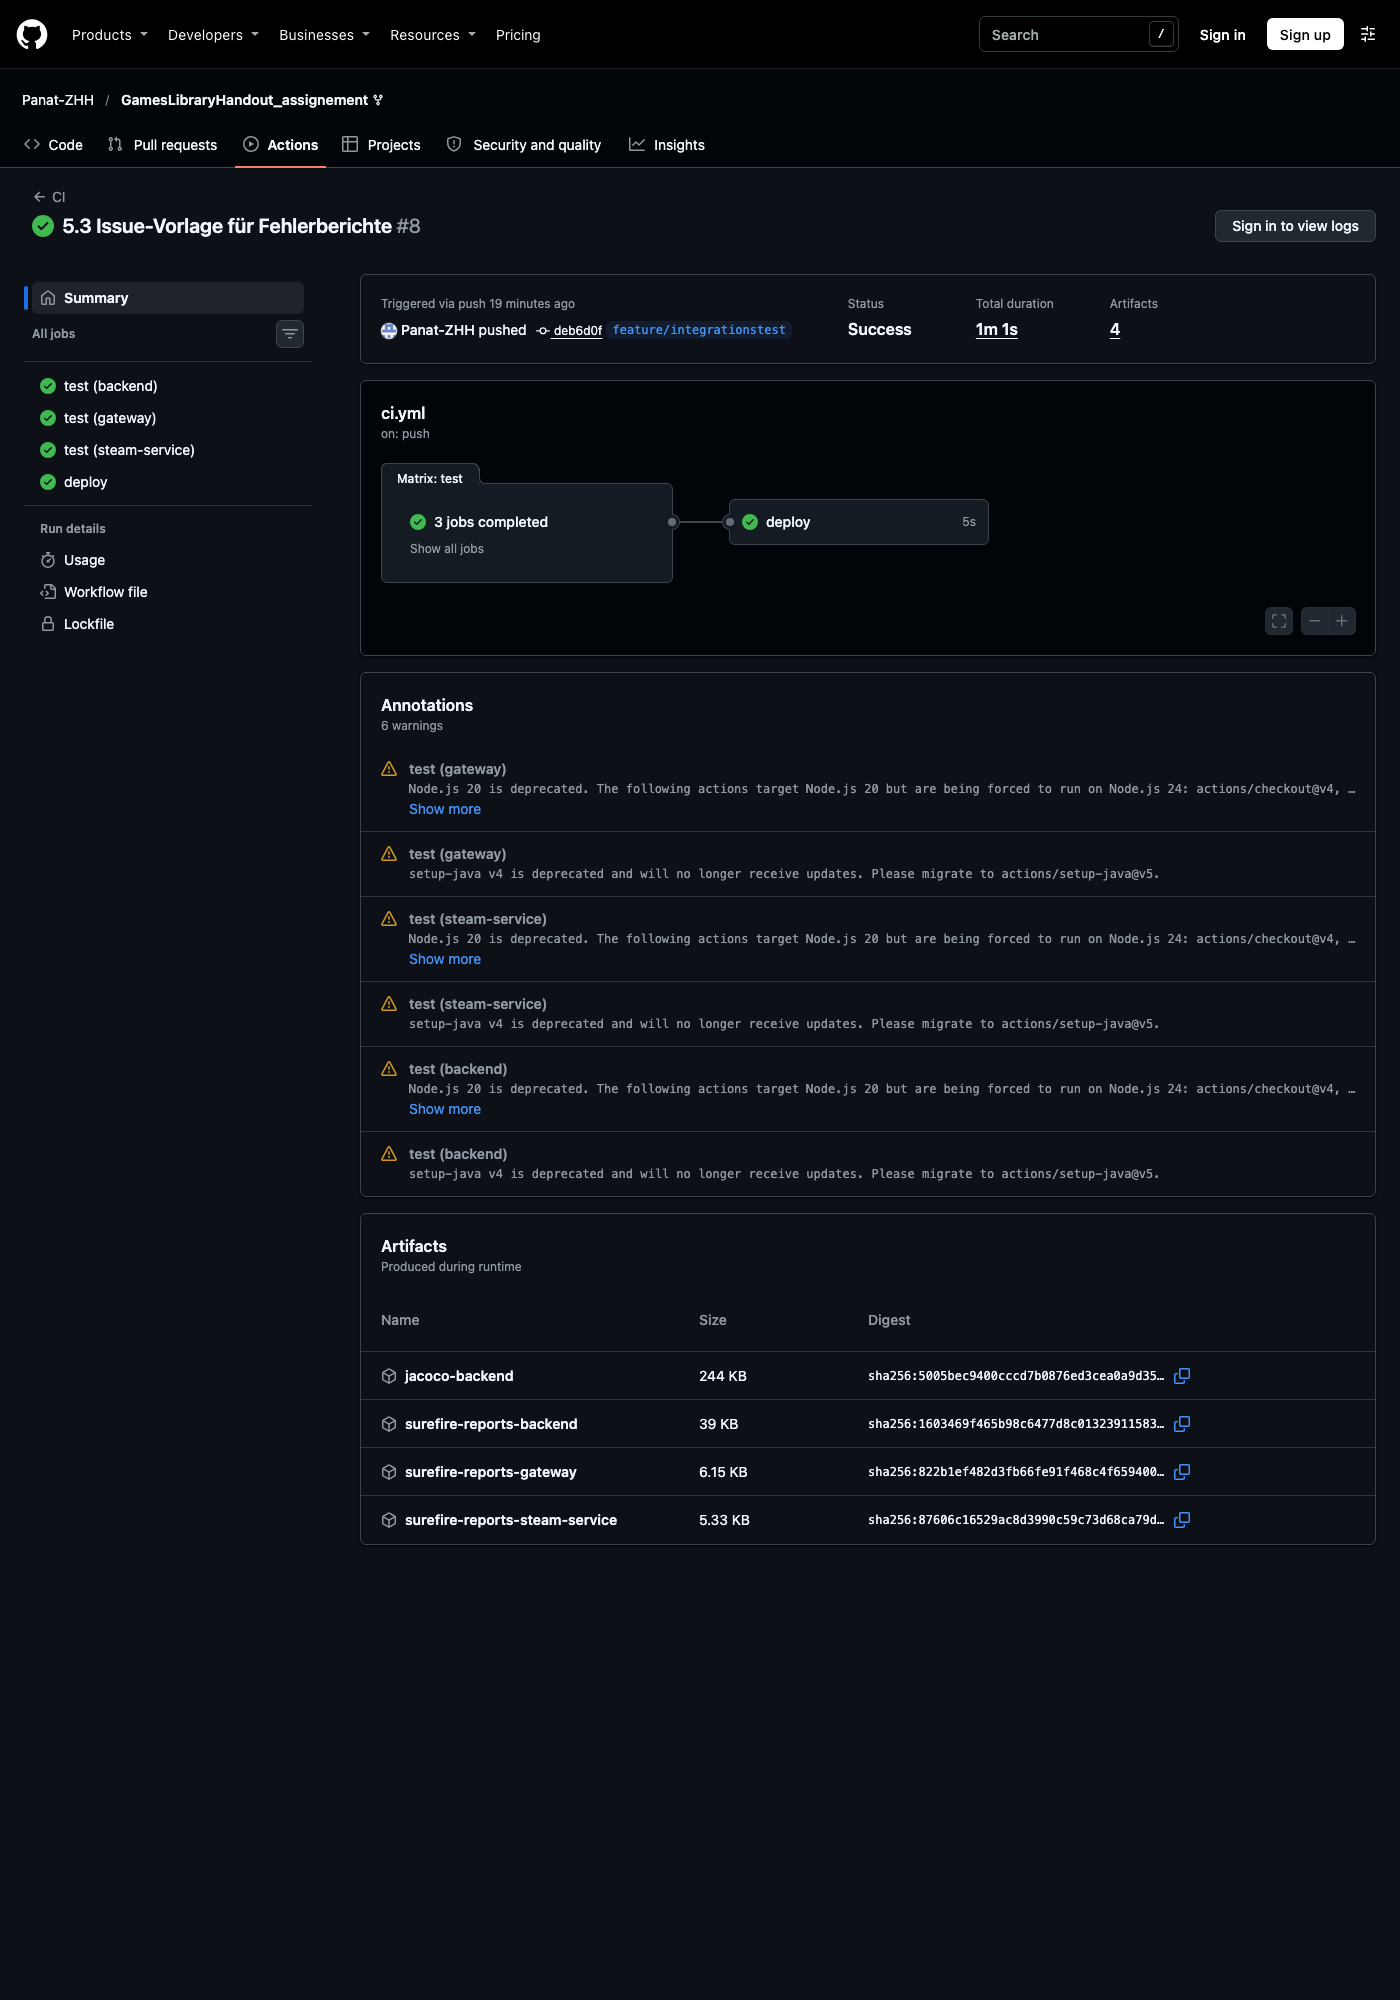 Products Developers Businesses Resources Pricing Search / Sign in Sign up
Panat-ZHH / GamesLibraryHandout_assignement
Code Pull requests Actions Projects Security and quality Insights
CI
5.3 Issue-Vorlage für Fehlerberichte #8
Sign in to view logs
Summary
All jobs
test (backend)
test (gateway)
test (steam-service)
deploy
Run details
Usage
Workflow file
Lockfile
Triggered via push 19 minutes ago
Panat-ZHH pushed deb6d0f feature/integrationstest
Status
Success
Total duration
1m 1s
Artifacts
4
ci.yml
on: push
Matrix: test
3 jobs completed
Show all jobs
deploy 5s
Annotations
6 warnings
test (gateway)
Node.js 20 is deprecated. The following actions target Node.js 20 but are being forced to run on Node.js 24: actions/checkout@v4, …
Show more
test (gateway)
setup-java v4 is deprecated and will no longer receive updates. Please migrate to actions/setup-java@v5.
test (steam-service)
Node.js 20 is deprecated. The following actions target Node.js 20 but are being forced to run on Node.js 24: actions/checkout@v4, …
Show more
test (steam-service)
setup-java v4 is deprecated and will no longer receive updates. Please migrate to actions/setup-java@v5.
test (backend)
Node.js 20 is deprecated. The following actions target Node.js 20 but are being forced to run on Node.js 24: actions/checkout@v4, …
Show more
test (backend)
setup-java v4 is deprecated and will no longer receive updates. Please migrate to actions/setup-java@v5.
Artifacts
Produced during runtime
Name Size Digest
jacoco-backend 244 KB sha256:5005bec9400cccd7b0876ed3cea0a9d35…
surefire-reports-backend 39 KB sha256:1603469f465b98c6477d8c01323911583…
surefire-reports-gateway 6.15 KB sha256:822b1ef482d3fb66fe91f468c4f659400…
surefire-reports-steam-service 5.33 KB sha256:87606c16529ac8d3990c59c73d68ca79d…